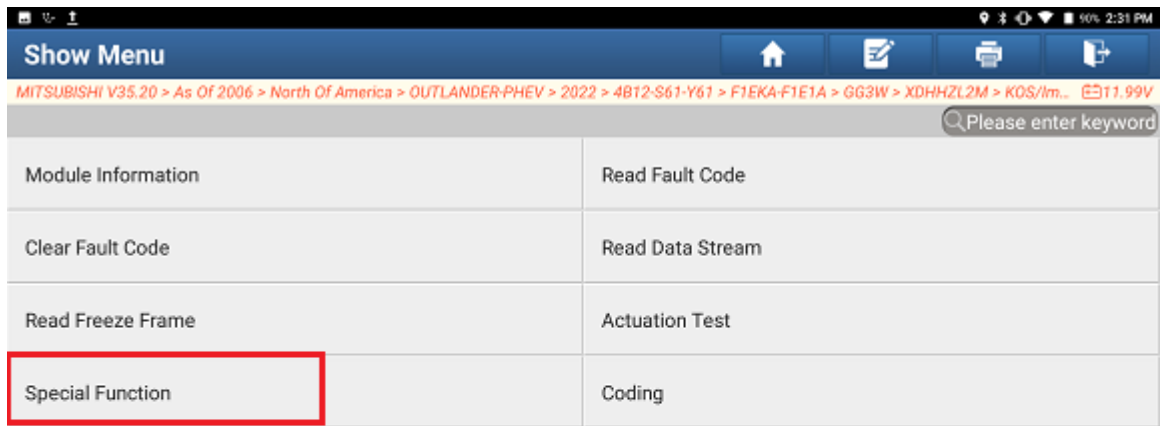 90% 2:31 PM
Show Menu
MITSUBISHI V35.20 > As Of 2006 > North Of America > OUTLANDER-PHEV > 2022 > 4B12-S61-Y61 > F1EKA-F1E1A > GG3W > XDHHZL2M > KOS/Im... 11.99V
Please enter keyword
Module Information
Read Fault Code
Clear Fault Code
Read Data Stream
Read Freeze Frame
Actuation Test
Special Function
Coding